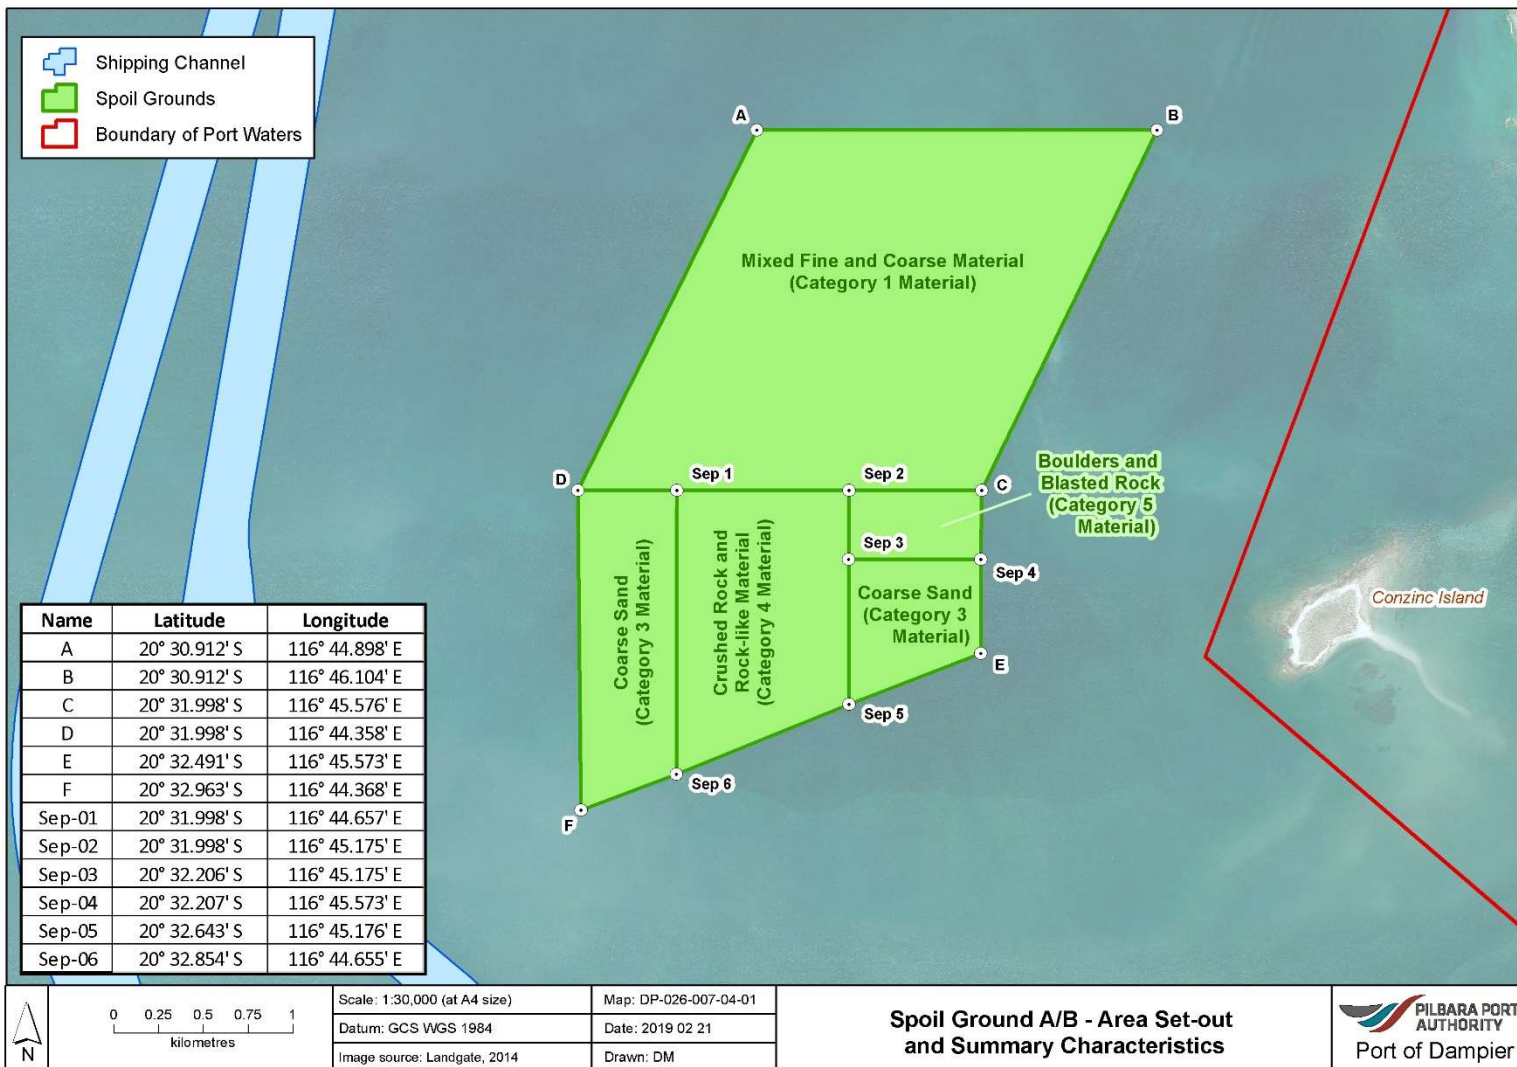 Shipping Channel
Spoil Grounds
Boundary of Port Waters
A
B
Mixed Fine and Coarse Material
(Category 1 Material)
D
Sep 1
Sep 2
C
Boulders and
Blasted Rock
(Category 5
Material)
Sep 3
Sep 4
Coarse Sand
(Category 3 Material)
Crushed Rock and
Rock-like Material
(Category 4 Material)
Coarse Sand
(Category 3
Material)
E
Sep 5
Sep 6
F
Conzinc Island
Name Latitude Longitude
A 20° 30.912' S 116° 44.898' E
B 20° 30.912' S 116° 46.104' E
C 20° 31.998' S 116° 45.576' E
D 20° 31.998' S 116° 44.358' E
E 20° 32.491' S 116° 45.573' E
F 20° 32.963' S 116° 44.368' E
Sep-01 20° 31.998' S 116° 44.657' E
Sep-02 20° 31.998' S 116° 45.175' E
Sep-03 20° 32.206' S 116° 45.175' E
Sep-04 20° 32.207' S 116° 45.573' E
Sep-05 20° 32.643' S 116° 45.176' E
Sep-06 20° 32.854' S 116° 44.655' E
N
0 0.25 0.5 0.75 1
kilometres
Scale: 1:30,000 (at A4 size)
Datum: GCS WGS 1984
Image source: Landgate, 2014
Map: DP-026-007-04-01
Date: 2019 02 21
Drawn: DM
Spoil Ground A/B - Area Set-out
and Summary Characteristics
PILBARA PORT
AUTHORITY
Port of Dampier